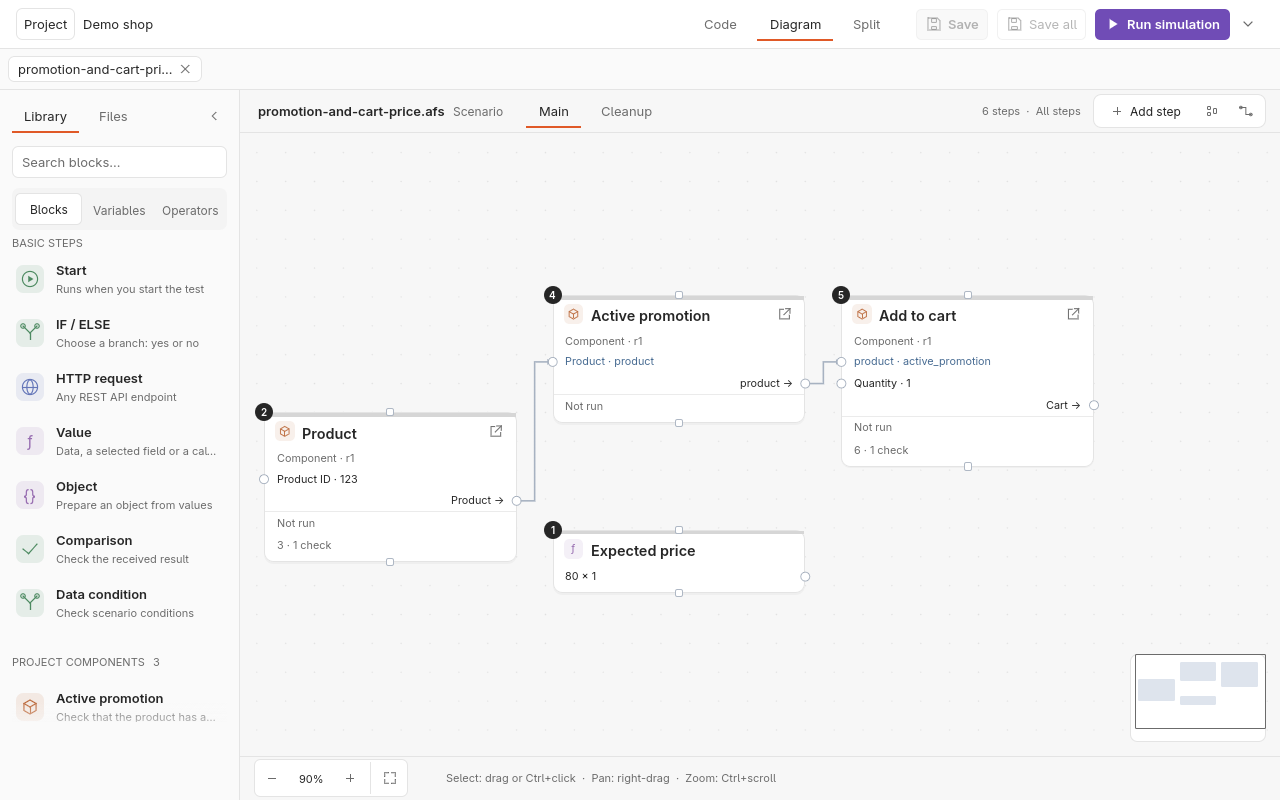 Project Demo shop Code Diagram Split Save Save all Run simulation
promotion-and-cart-pri...
Library Files
promotion-and-cart-price.afs Scenario Main Cleanup 6 steps · All steps Add step
Search blocks...
Blocks Variables Operators
BASIC STEPS
Start
Runs when you start the test
IF / ELSE
Choose a branch: yes or no
HTTP request
Any REST API endpoint
Value
Data, a selected field or a cal...
Object
Prepare an object from values
Comparison
Check the received result
Data condition
Check scenario conditions
PROJECT COMPONENTS 3
Active promotion
Check that the product has a...
2
Product
Component · r1
Product ID · 123
Product →
Not run
3 · 1 check
4
Active promotion
Component · r1
Product · product
product →
Not run
5
Add to cart
Component · r1
product · active_promotion
Quantity · 1
Cart →
Not run
6 · 1 check
1
Expected price
80 × 1
90%
Select: drag or Ctrl+click · Pan: right-drag · Zoom: Ctrl+scroll